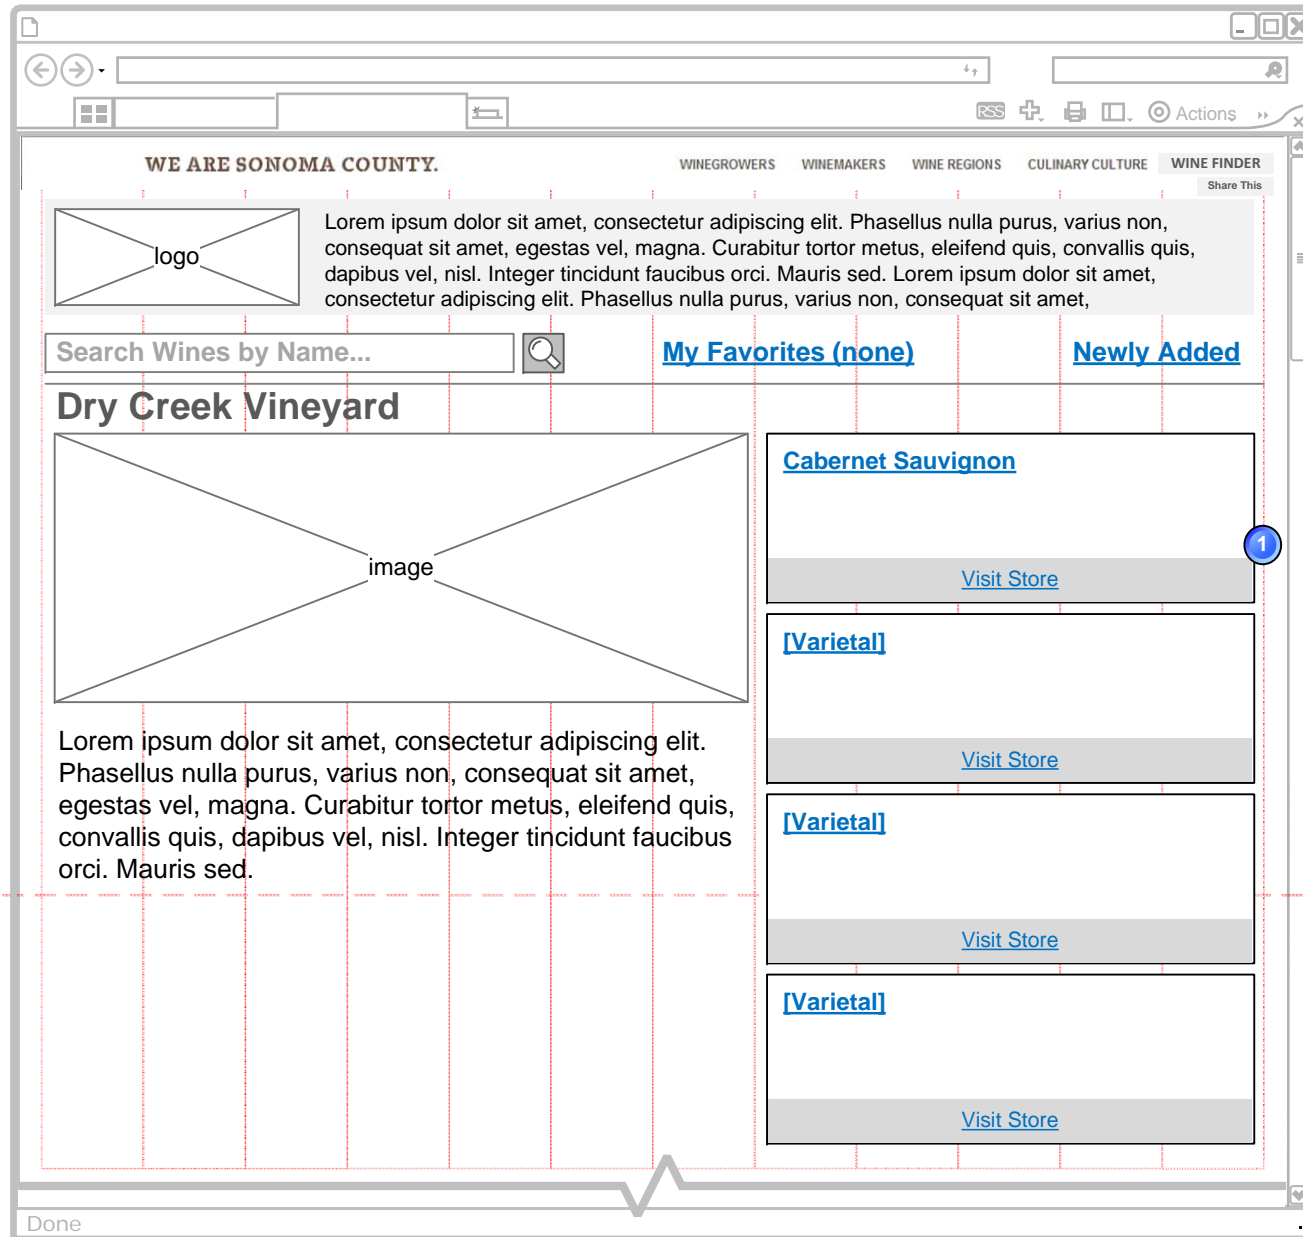 RSS
Actions
WE ARE SONOMA COUNTY.
WINEGROWERS WINEMAKERS WINE REGIONS CULINARY CULTURE WINE FINDER
Share This
logo
Lorem ipsum dolor sit amet, consectetur adipiscing elit. Phasellus nulla purus, varius non,
consequat sit amet, egestas vel, magna. Curabitur tortor metus, eleifend quis, convallis quis,
dapibus vel, nisl. Integer tincidunt faucibus orci. Mauris sed. Lorem ipsum dolor sit amet,
consectetur adipiscing elit. Phasellus nulla purus, varius non, consequat sit amet,
Search Wines by Name...
My Favorites (none)
Newly Added
Dry Creek Vineyard
image
Lorem ipsum dolor sit amet, consectetur adipiscing elit.
Phasellus nulla purus, varius non, consequat sit amet,
egestas vel, magna. Curabitur tortor metus, eleifend quis,
convallis quis, dapibus vel, nisl. Integer tincidunt faucibus
orci. Mauris sed.
Cabernet Sauvignon
1
Visit Store
[Varietal]
Visit Store
[Varietal]
Visit Store
[Varietal]
Visit Store
Done